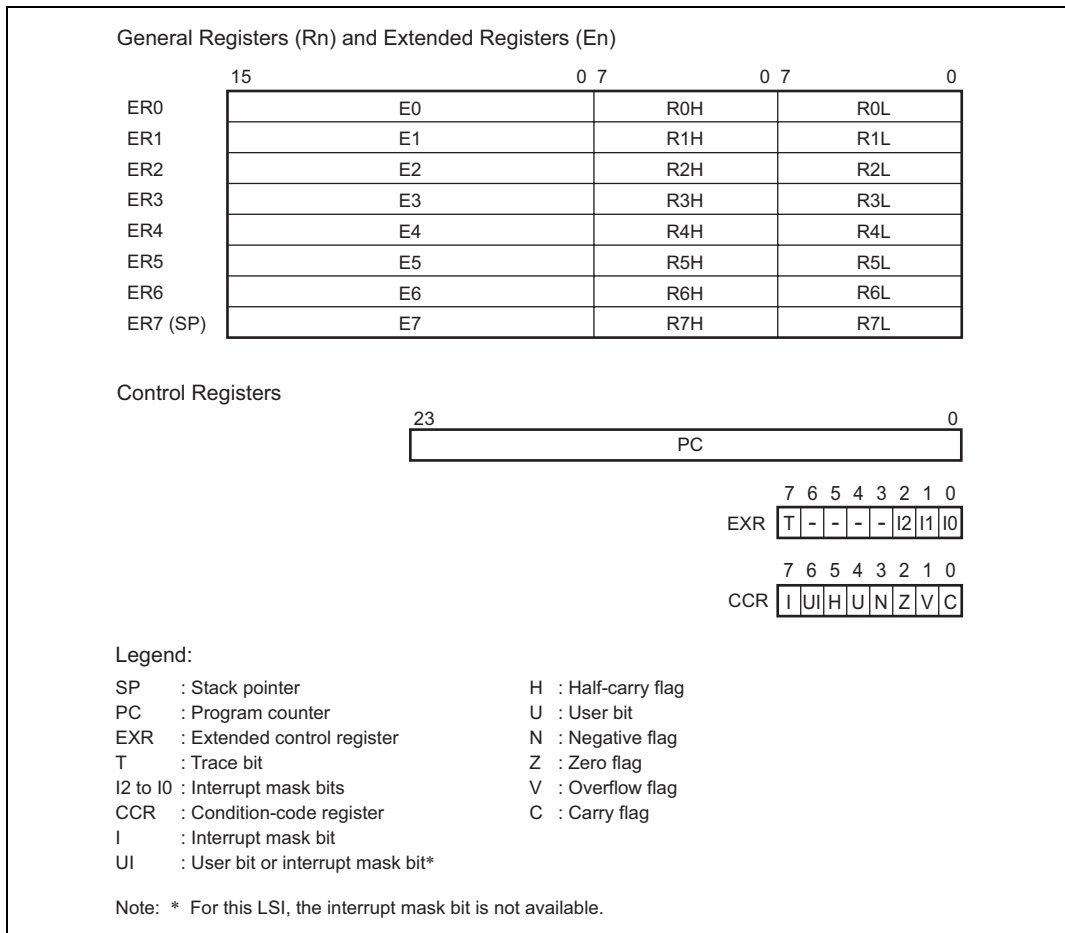 General Registers (Rn) and Extended Registers (En)
15 0 7 0 7 0
ER0 E0 R0H R0L
ER1 E1 R1H R1L
ER2 E2 R2H R2L
ER3 E3 R3H R3L
ER4 E4 R4H R4L
ER5 E5 R5H R5L
ER6 E6 R6H R6L
ER7 (SP) E7 R7H R7L
Control Registers
23 0
PC
7 6 5 4 3 2 1 0
EXR T - - - - I2 I1 I0
7 6 5 4 3 2 1 0
CCR I UI H U N Z V C
Legend:
SP : Stack pointer
PC : Program counter
EXR : Extended control register
T : Trace bit
I2 to I0 : Interrupt mask bits
CCR : Condition-code register
I : Interrupt mask bit
UI : User bit or interrupt mask bit*
H : Half-carry flag
U : User bit
N : Negative flag
Z : Zero flag
V : Overflow flag
C : Carry flag
Note: * For this LSI, the interrupt mask bit is not available.